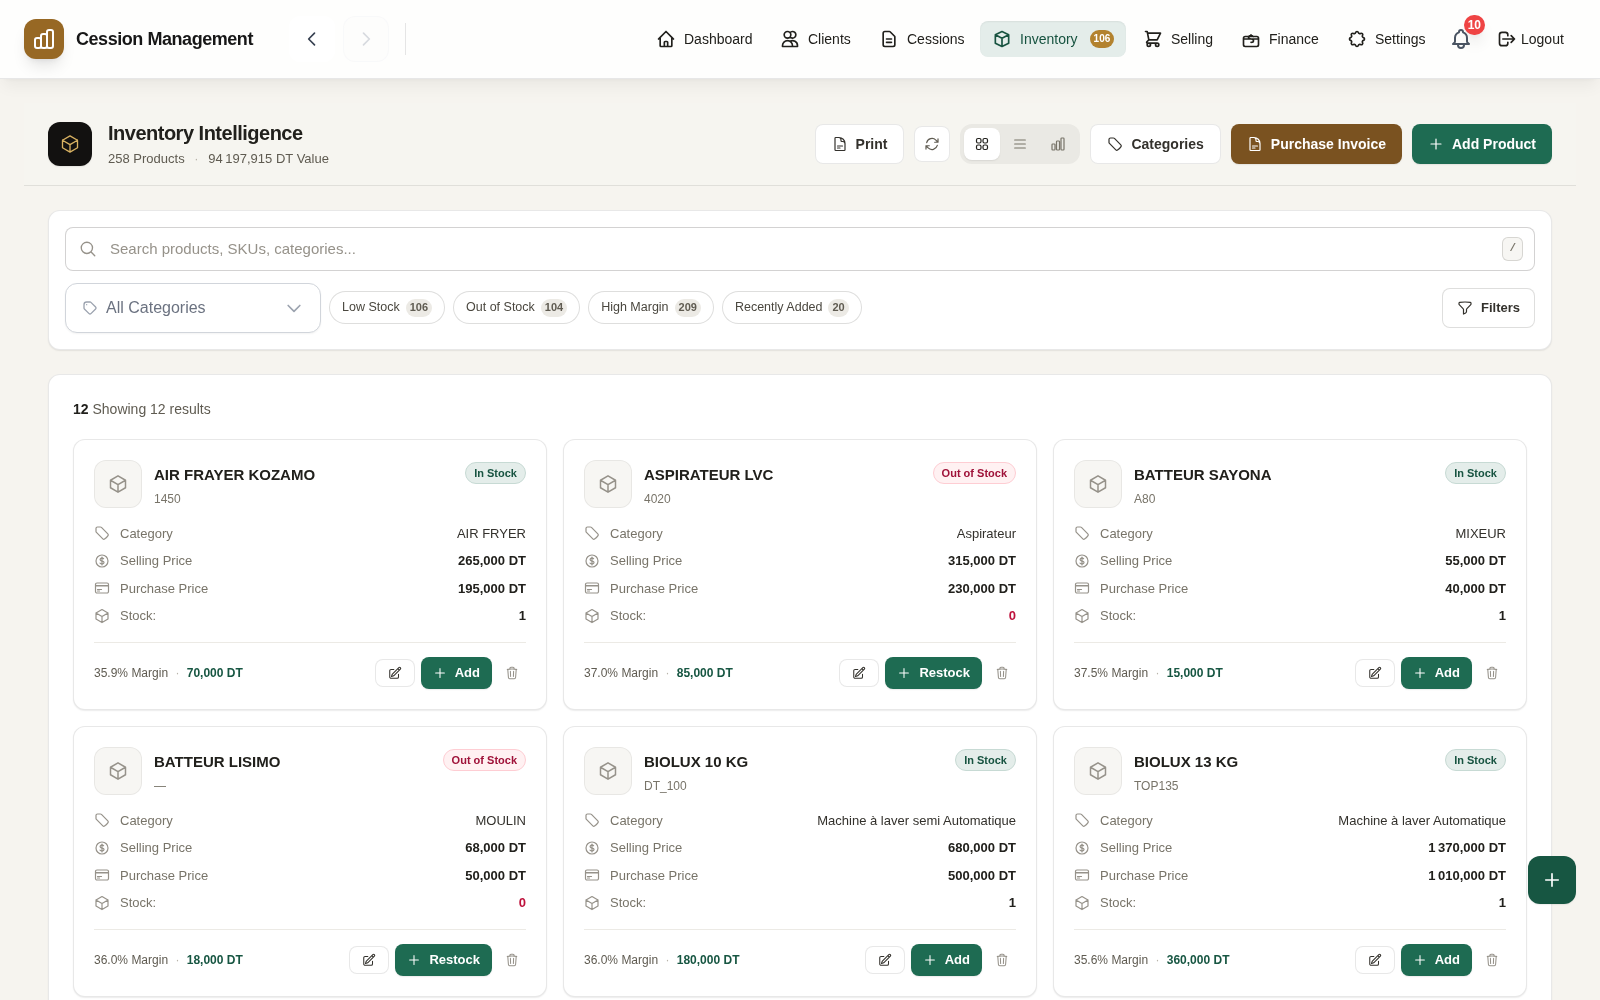 Cession Management
Dashboard
Clients
Cessions
Inventory 106
Selling
Finance
Settings
10
Logout
Inventory Intelligence
258 Products · 94 197,915 DT Value
Print
Categories
Purchase Invoice
Add Product
Search products, SKUs, categories...
/
All Categories
Low Stock 106
Out of Stock 104
High Margin 209
Recently Added 20
Filters
12 Showing 12 results
AIR FRAYER KOZAMO
In Stock
1450
Category AIR FRYER
Selling Price 265,000 DT
Purchase Price 195,000 DT
Stock: 1
35.9% Margin · 70,000 DT
Add
ASPIRATEUR LVC
Out of Stock
4020
Category Aspirateur
Selling Price 315,000 DT
Purchase Price 230,000 DT
Stock: 0
37.0% Margin · 85,000 DT
Restock
BATTEUR SAYONA
In Stock
A80
Category MIXEUR
Selling Price 55,000 DT
Purchase Price 40,000 DT
Stock: 1
37.5% Margin · 15,000 DT
Add
BATTEUR LISIMO
Out of Stock
—
Category MOULIN
Selling Price 68,000 DT
Purchase Price 50,000 DT
Stock: 0
36.0% Margin · 18,000 DT
Restock
BIOLUX 10 KG
In Stock
DT_100
Category Machine à laver semi Automatique
Selling Price 680,000 DT
Purchase Price 500,000 DT
Stock: 1
36.0% Margin · 180,000 DT
Add
BIOLUX 13 KG
In Stock
TOP135
Category Machine à laver Automatique
Selling Price 1 370,000 DT
Purchase Price 1 010,000 DT
Stock: 1
35.6% Margin · 360,000 DT
Add